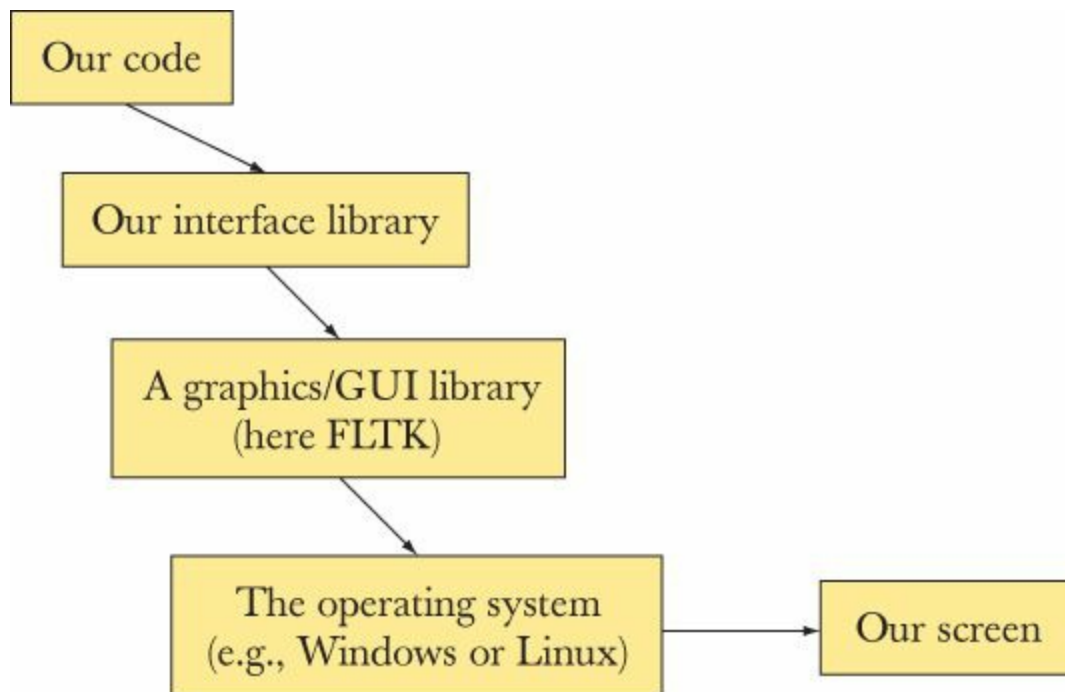 Our code
Our interface library
A graphics/GUI library
(here FLTK)
The operating system
(e.g., Windows or Linux)
Our screen